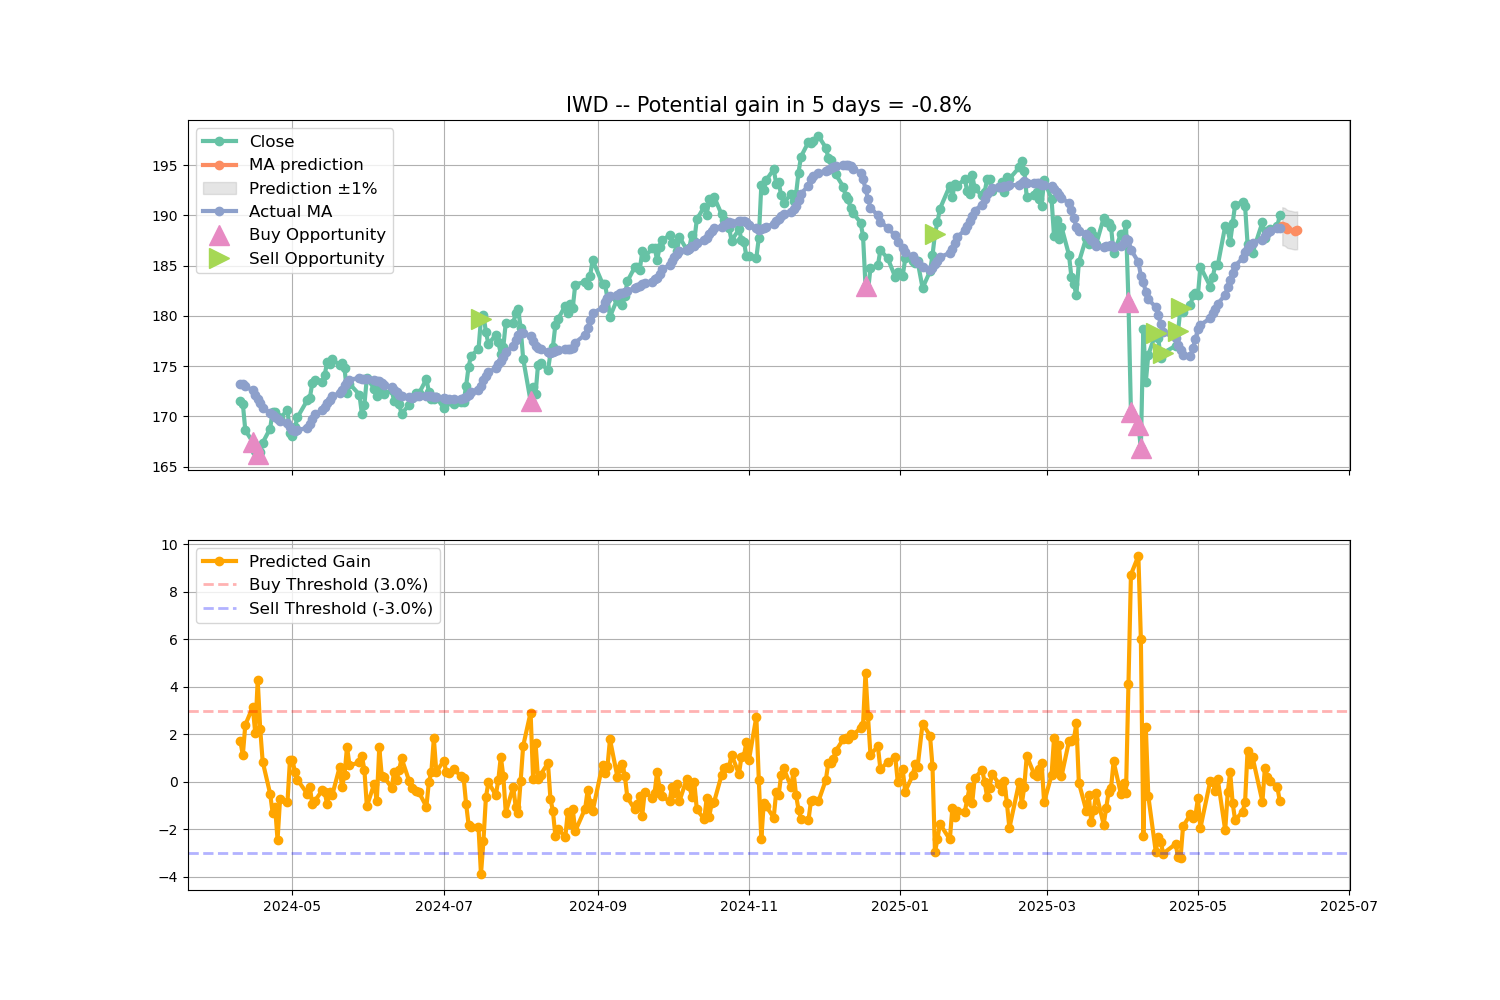 IWD -- Potential gain in 5 days = -0.8%
Close
MA prediction
Prediction ±1%
Actual MA
Buy Opportunity
Sell Opportunity
195
190
185
180
175
170
165
Predicted Gain
Buy Threshold (3.0%)
Sell Threshold (-3.0%)
10
8
6
4
2
0
−2
−4
2024-05 2024-07 2024-09 2024-11 2025-01 2025-03 2025-05 2025-07